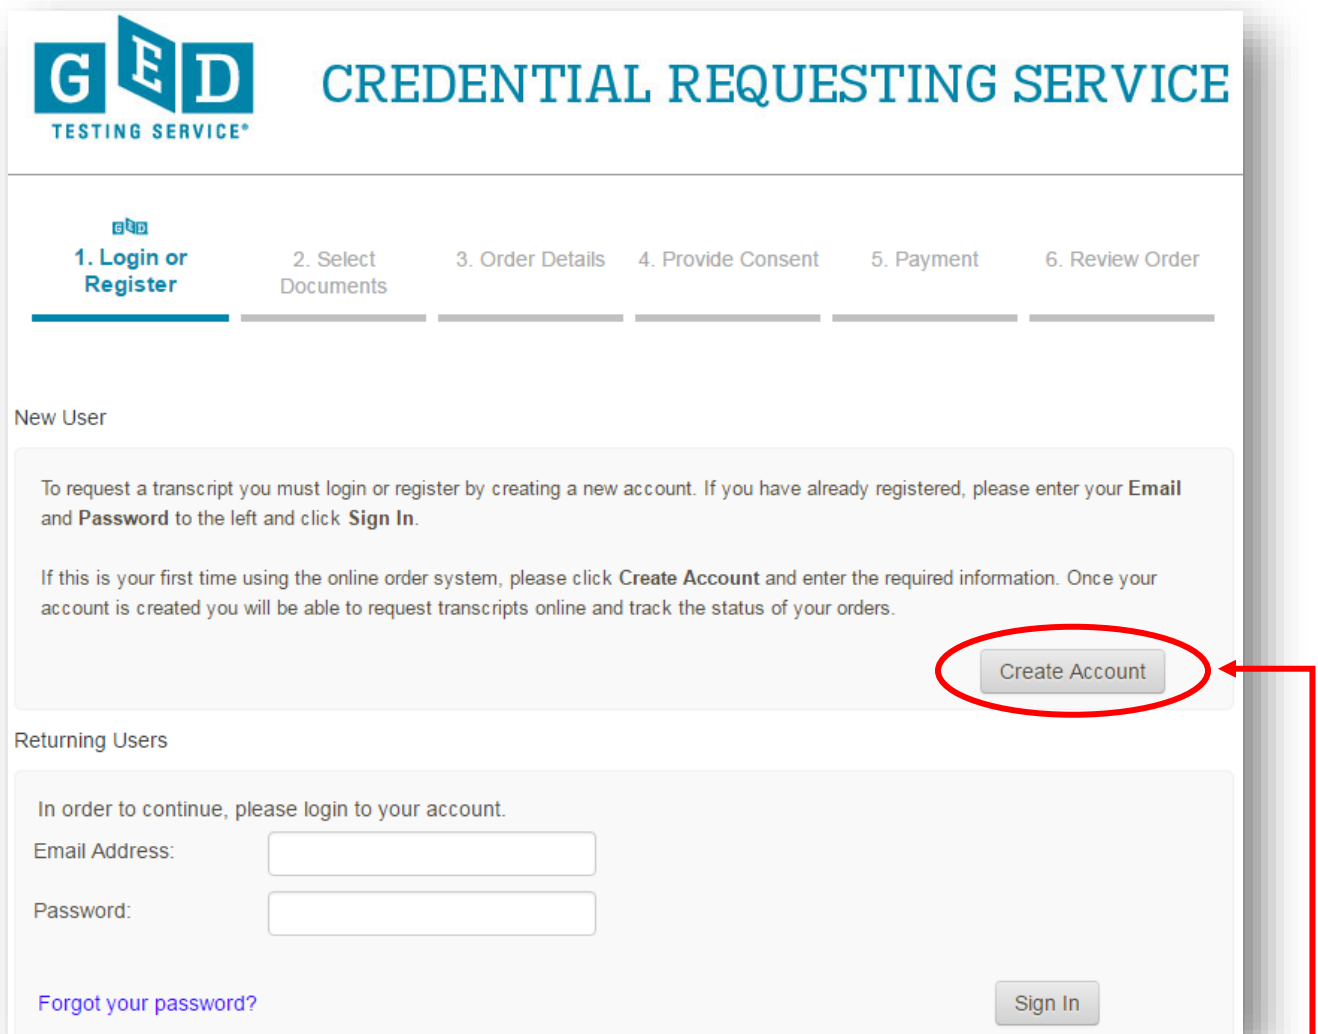 GED
TESTING SERVICE®
CREDENTIAL REQUESTING SERVICE
GED
1. Login or
Register
2. Select
Documents
3. Order Details
4. Provide Consent
5. Payment
6. Review Order
New User
To request a transcript you must login or register by creating a new account. If you have already registered, please enter your Email
and Password to the left and click Sign In.
If this is your first time using the online order system, please click Create Account and enter the required information. Once your
account is created you will be able to request transcripts online and track the status of your orders.
Create Account
Returning Users
In order to continue, please login to your account.
Email Address:
Password:
Forgot your password?
Sign In